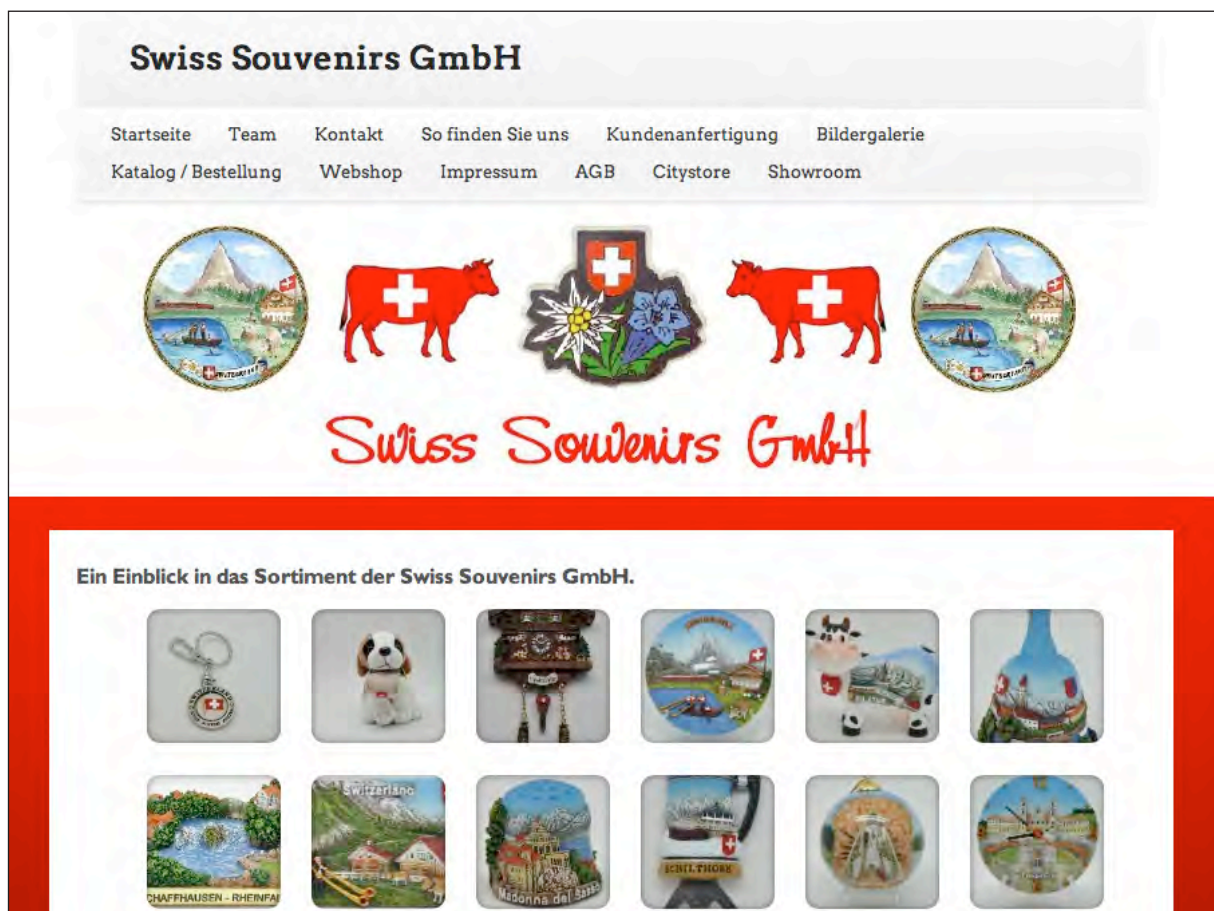 Swiss Souvenirs GmbH
Startseite Team Kontakt So finden Sie uns Kundenanfertigung Bildergalerie
Katalog / Bestellung Webshop Impressum AGB Citystore Showroom
Swiss Souvenirs GmbH
Ein Einblick in das Sortiment der Swiss Souvenirs GmbH.
CHAFFHAUSEN - RHEINFAL
Switzerland
Madonna del Sasso
SCHILTHORN